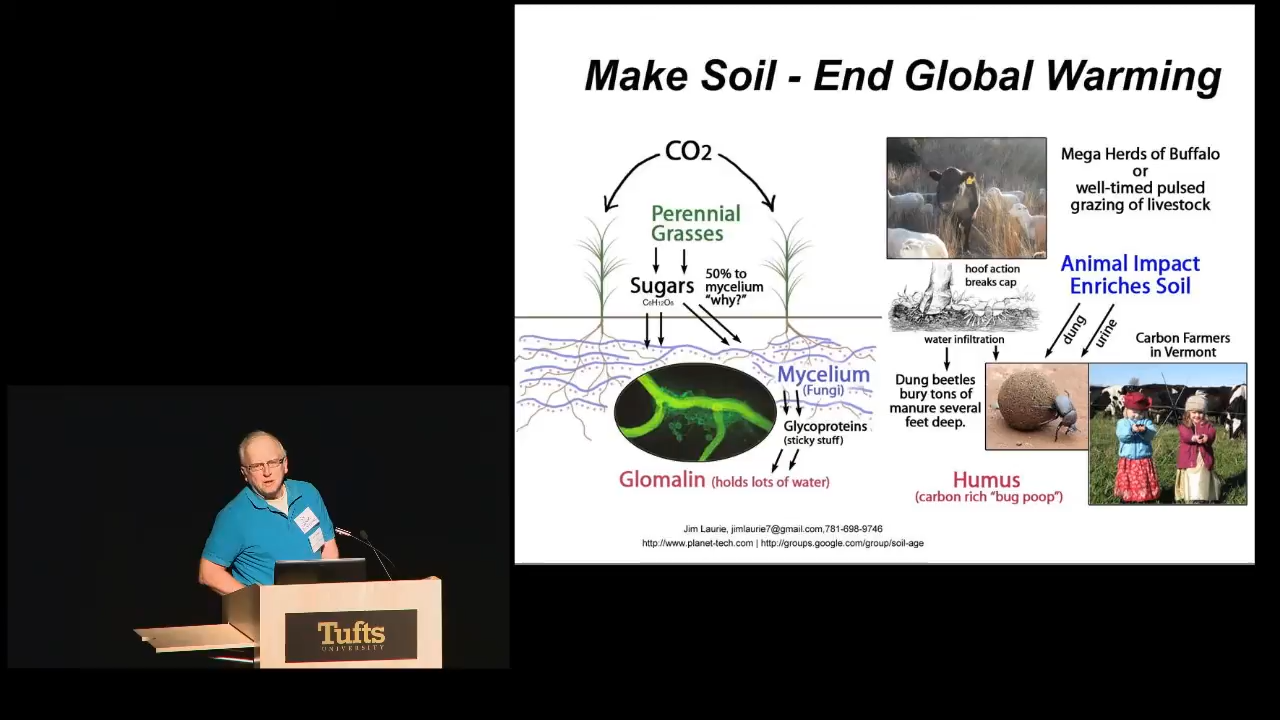 Make Soil - End Global Warming
CO2
Perennial
Grasses
Sugars
C6H12O6
50% to
mycelium
"why?"
Mycelium
(Fungi)
Glycoproteins
(sticky stuff)
Glomalin (holds lots of water)
Mega Herds of Buffalo
or
well-timed pulsed
grazing of livestock
hoof action
breaks cap
Animal Impact
Enriches Soil
dung
urine
water infiltration
Carbon Farmers
in Vermont
Dung beetles
bury tons of
manure several
feet deep.
Humus
(carbon rich "bug poop")
Jim Laurie, jimlaurie7@gmail.com,781-698-9746
http://www.planet-tech.com | http://groups.google.com/group/soil-age
Tufts
UNIVERSITY